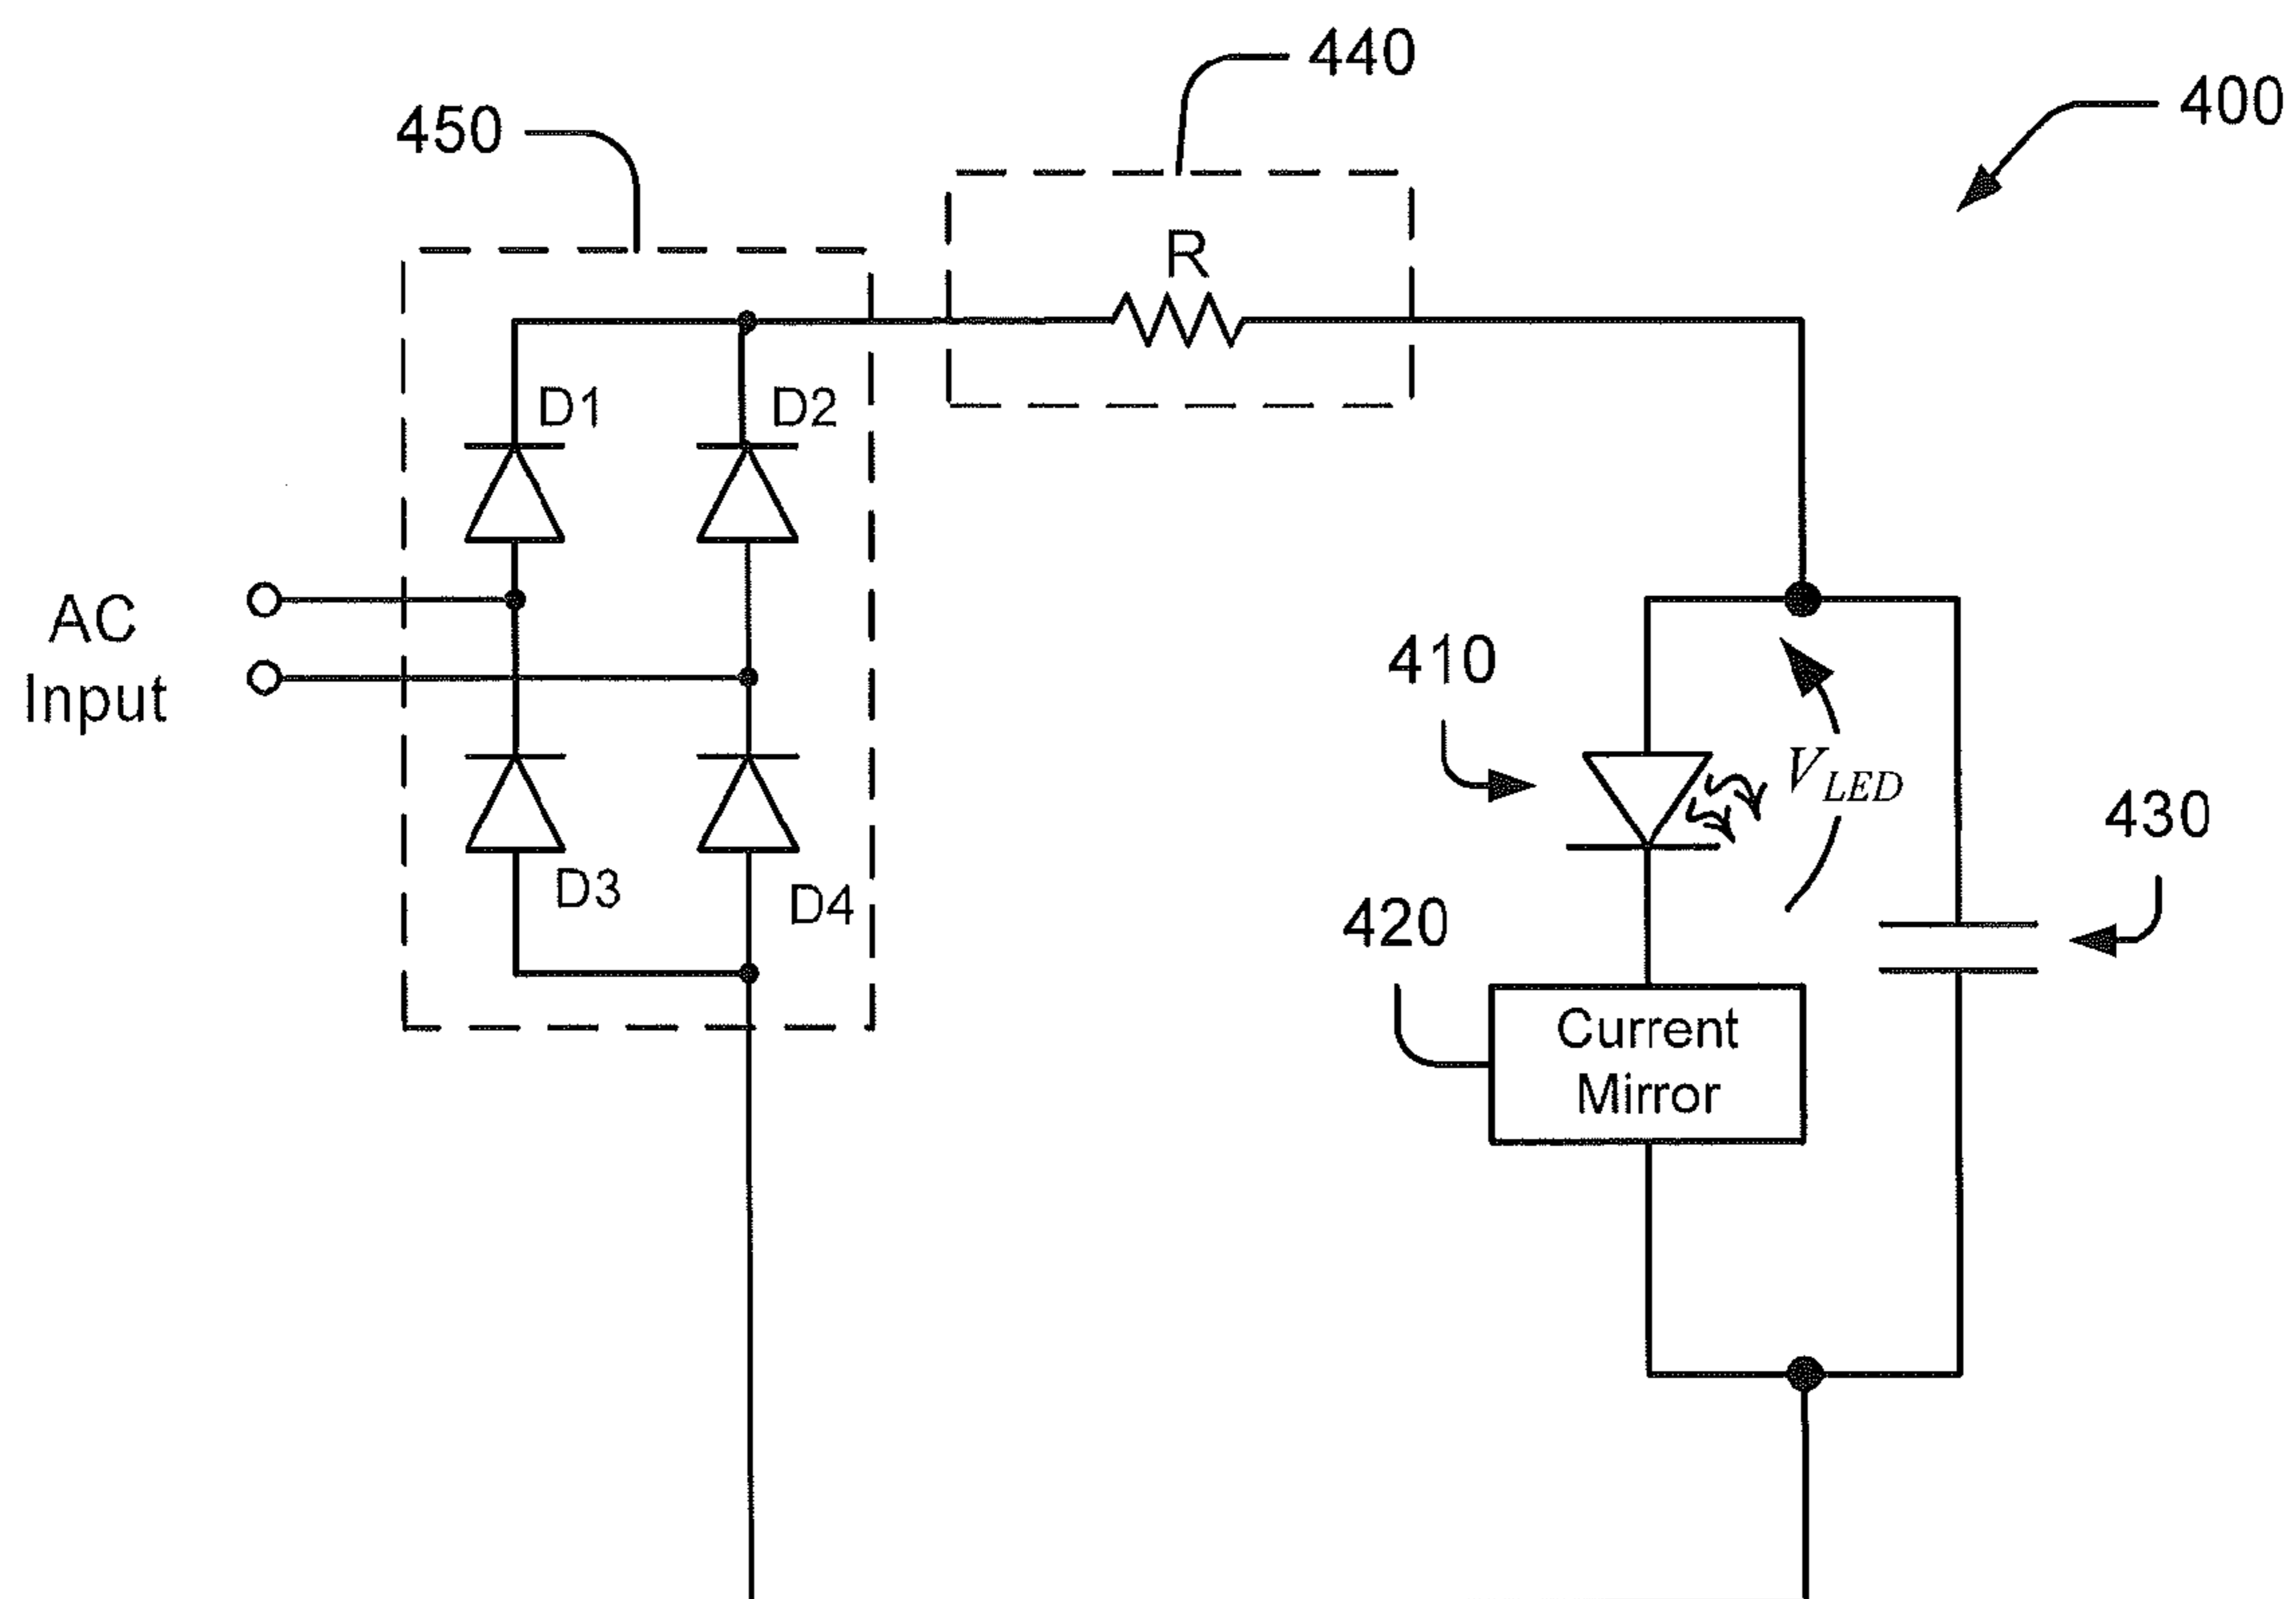 440
400
450
R
D1
D2
AC
Input
410
V_LED
430
D3
D4
420
Current
Mirror